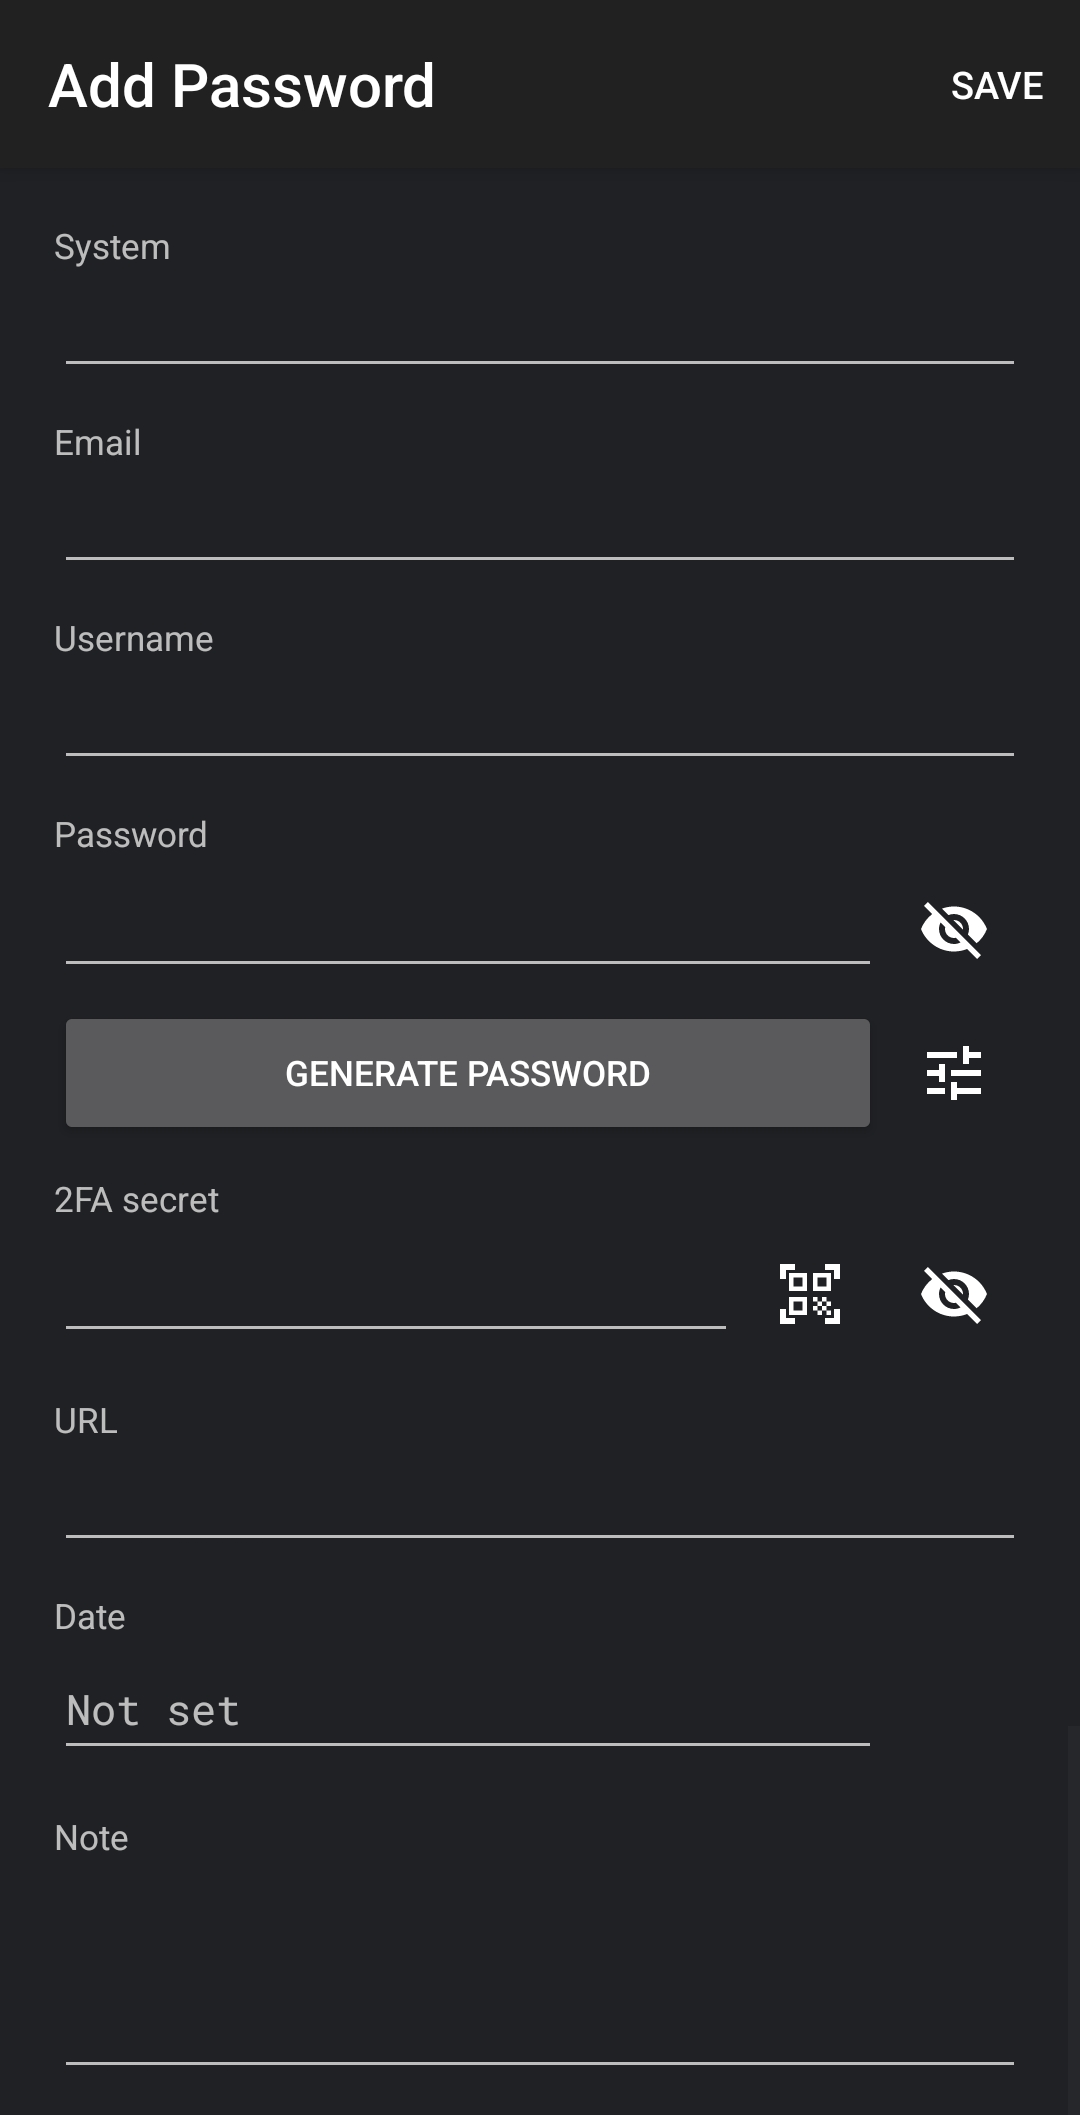 Add Password
SAVE
System
Email
Username
Password
GENERATE PASSWORD
2FA secret
URL
Date
Not set
Note